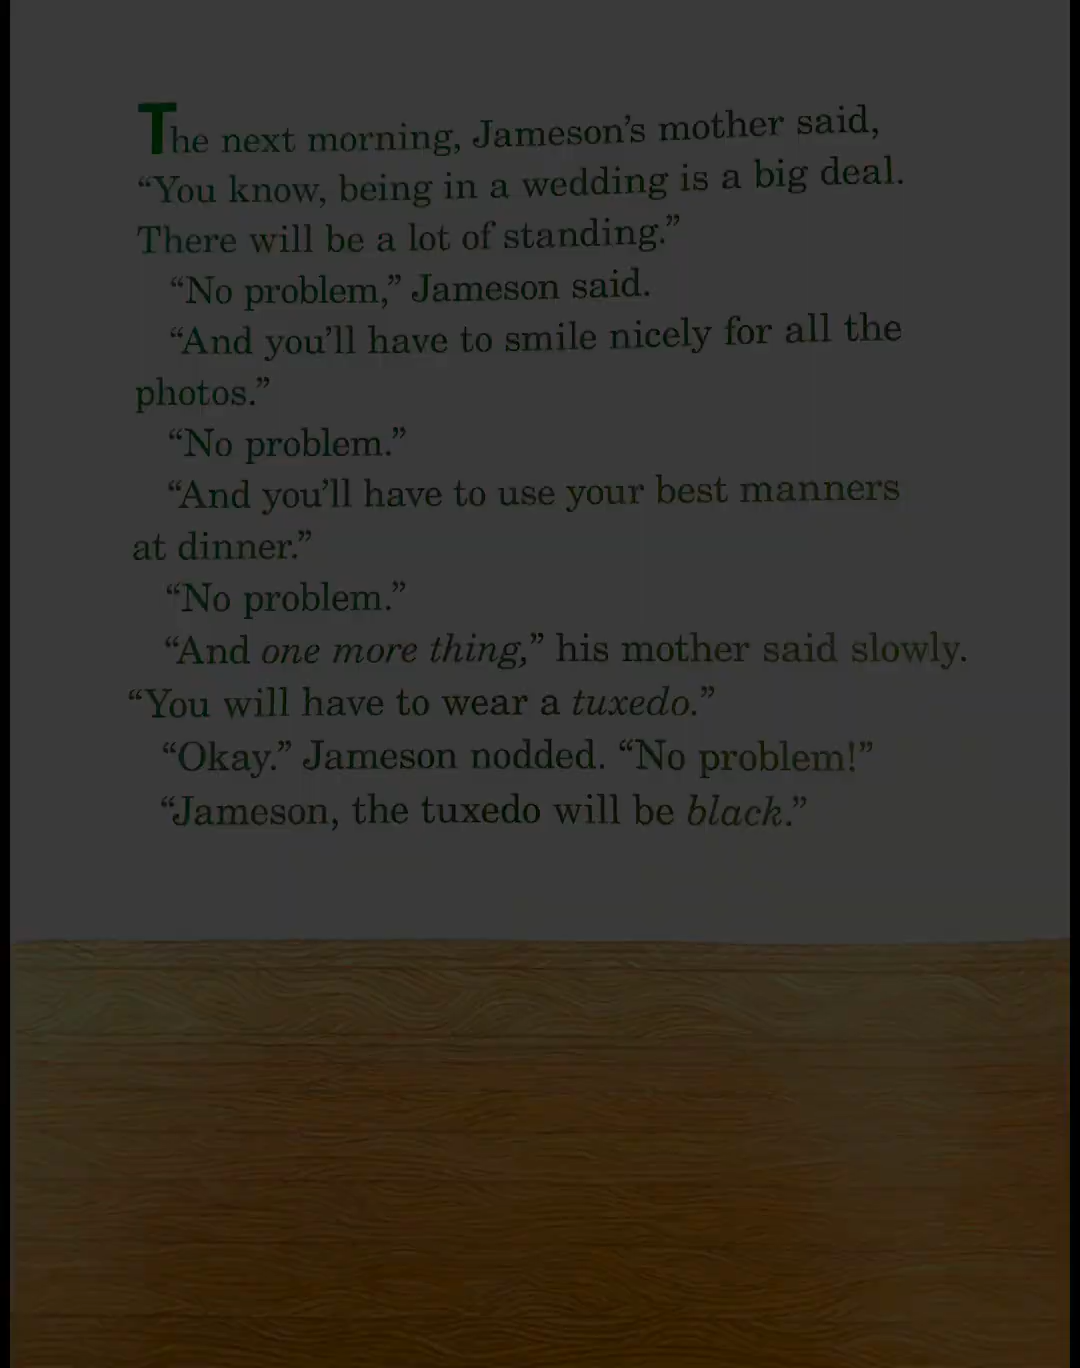 The next morning, Jameson’s mother said,
“You know, being in a wedding is a big deal.
There will be a lot of standing.”
“No problem,” Jameson said.
“And you’ll have to smile nicely for all the
photos.”
“No problem.”
“And you’ll have to use your best manners
at dinner.”
“No problem.”
“And one more thing,” his mother said slowly.
“You will have to wear a tuxedo.”
“Okay.” Jameson nodded. “No problem!”
“Jameson, the tuxedo will be black.”